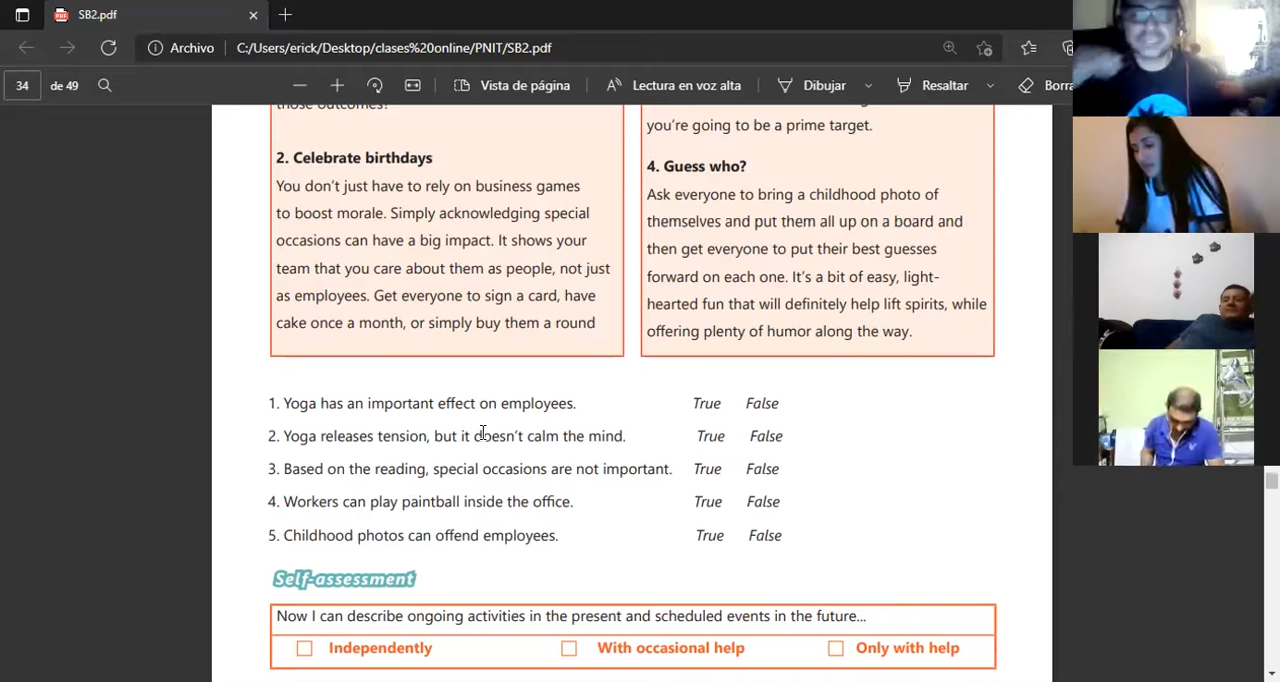 SB2.pdf
Archivo C:/Users/erick/Desktop/clases%20online/PNIT/SB2.pdf
34 de 49 Vista de página Lectura en voz alta Dibujar Resaltar
those outcomes?
2. Celebrate birthdays
You don't just have to rely on business games
to boost morale. Simply acknowledging special
occasions can have a big impact. It shows your
team that you care about them as people, not just
as employees. Get everyone to sign a card, have
cake once a month, or simply buy them a round
you're going to be a prime target.
4. Guess who?
Ask everyone to bring a childhood photo of
themselves and put them all up on a board and
then get everyone to put their best guesses
forward on each one. It's a bit of easy, light-
hearted fun that will definitely help lift spirits, while
offering plenty of humor along the way.
1. Yoga has an important effect on employees. True False
2. Yoga releases tension, but it doesn't calm the mind. True False
3. Based on the reading, special occasions are not important. True False
4. Workers can play paintball inside the office. True False
5. Childhood photos can offend employees. True False
Self-assessment
Now I can describe ongoing activities in the present and scheduled events in the future...
Independently With occasional help Only with help